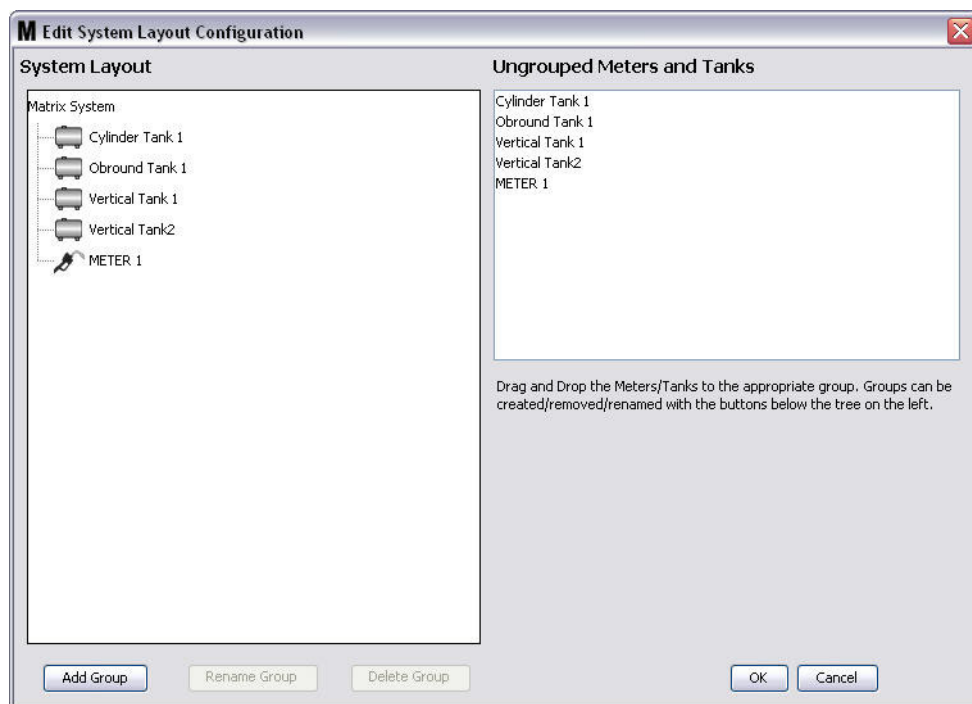 M Edit System Layout Configuration
System Layout
Matrix System
Cylinder Tank 1
Obround Tank 1
Vertical Tank 1
Vertical Tank2
METER 1
Ungrouped Meters and Tanks
Cylinder Tank 1
Obround Tank 1
Vertical Tank 1
Vertical Tank2
METER 1
Drag and Drop the Meters/Tanks to the appropriate group. Groups can be
created/removed/renamed with the buttons below the tree on the left.
Add Group
Rename Group
Delete Group
OK
Cancel